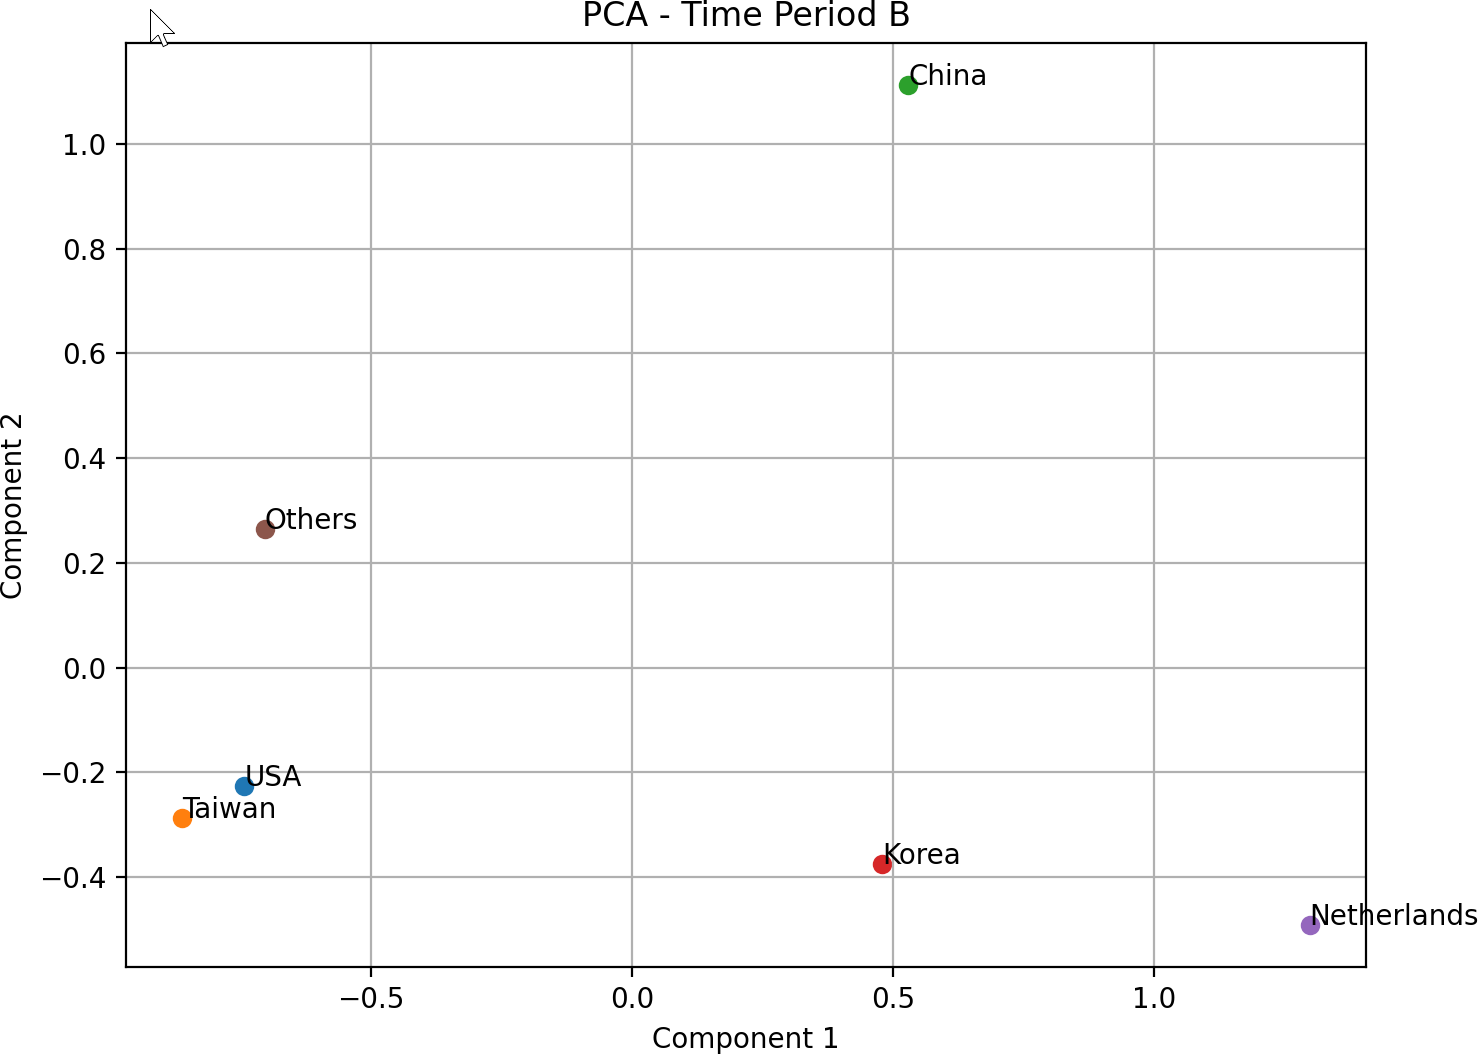 PCA - Time Period B
China
1.0
0.8
0.6
0.4
Others
0.2
0.0
−0.2
USA
Taiwan
Korea
−0.4
Netherlands
−0.5
0.0
0.5
1.0
Component 1
Component 2